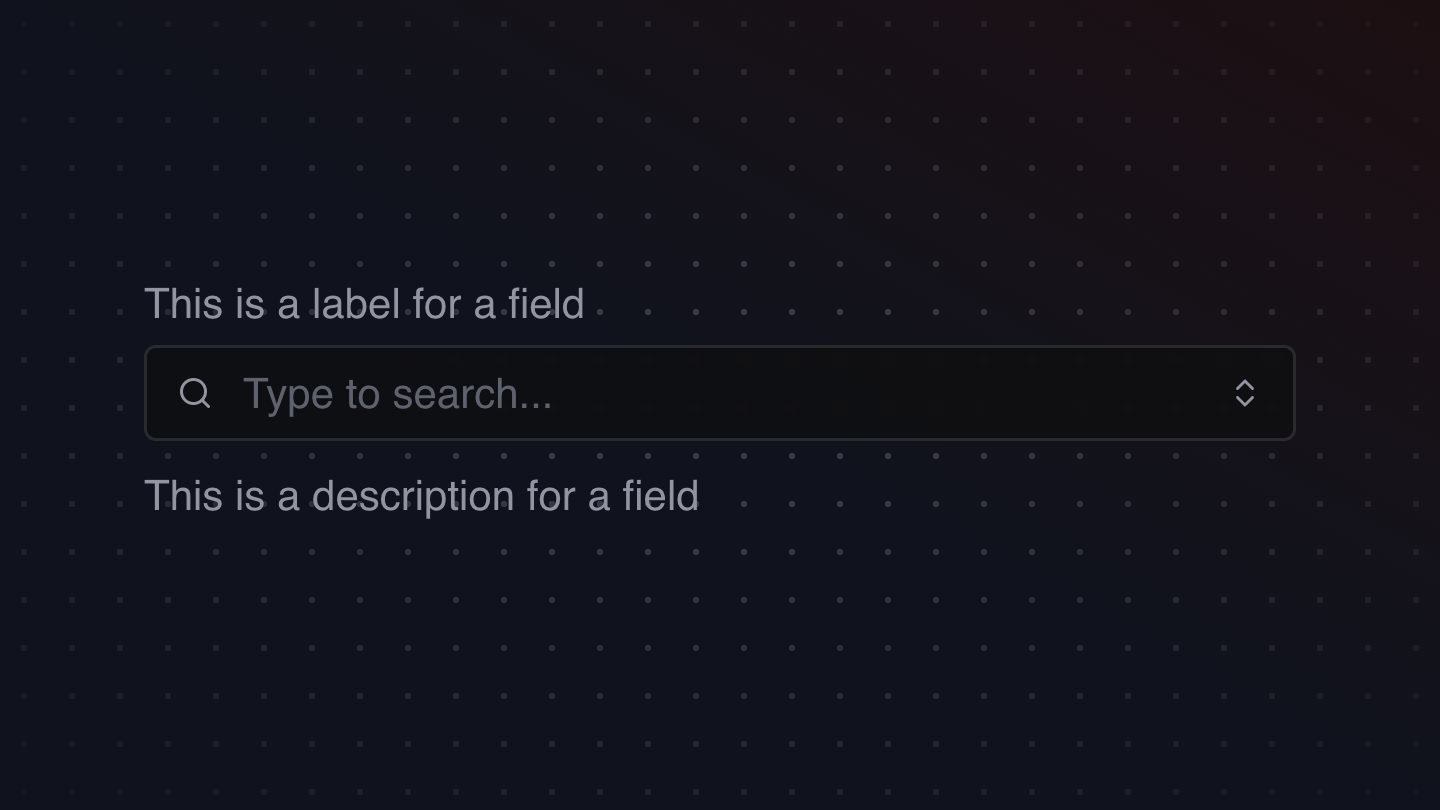 This is a label for a field
Type to search...
This is a description for a field